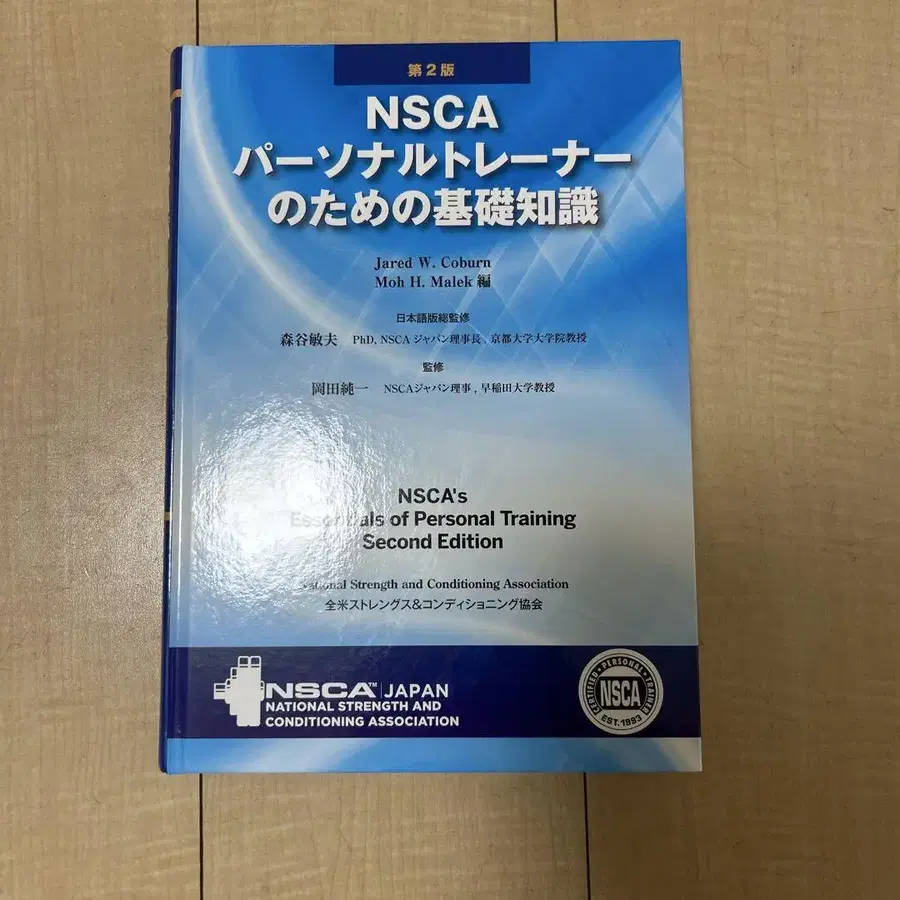 第2版
NSCA
パーソナルトレーナー
のための基礎知識
Jared W. Coburn
Moh H. Malek 編
日本語版総監修
森谷敏夫 PhD, NSCA ジャパン理事長, 京都大学大学院教授
監修
岡田純一 NSCAジャパン理事, 早稲田大学教授
NSCA's
Essentials of Personal Training
Second Edition
National Strength and Conditioning Association
全米ストレングス&コンディショニング協会
NSCA™ JAPAN
NATIONAL STRENGTH AND
CONDITIONING ASSOCIATION
CERTIFIED • PERSONAL • TRAINER
NSCA
EST. 1993